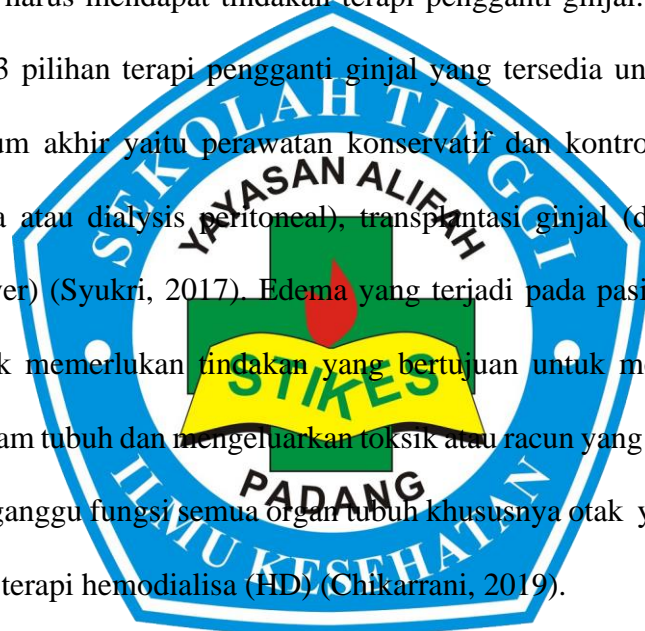 harus mendapat tindakan terapi pengganti ginjal.
3 pilihan terapi pengganti ginjal yang tersedia un
um akhir yaitu perawatan konservatif dan kontro
a atau dialysis peritoneal), transplantasi ginjal (d
ver) (Syukri, 2017). Edema yang terjadi pada pasi
k memerlukan tindakan yang bertujuan untuk me
am tubuh dan mengeluarkan toksik atau racun yang
ganggu fungsi semua organ tubuh khususnya otak y
terapi hemodialisa (HD) (Chikarrani, 2019).
SEKOLAH TINGGI
YAYASAN ALIFAH
STIKES
PADANG
ILMU KESEHATAN